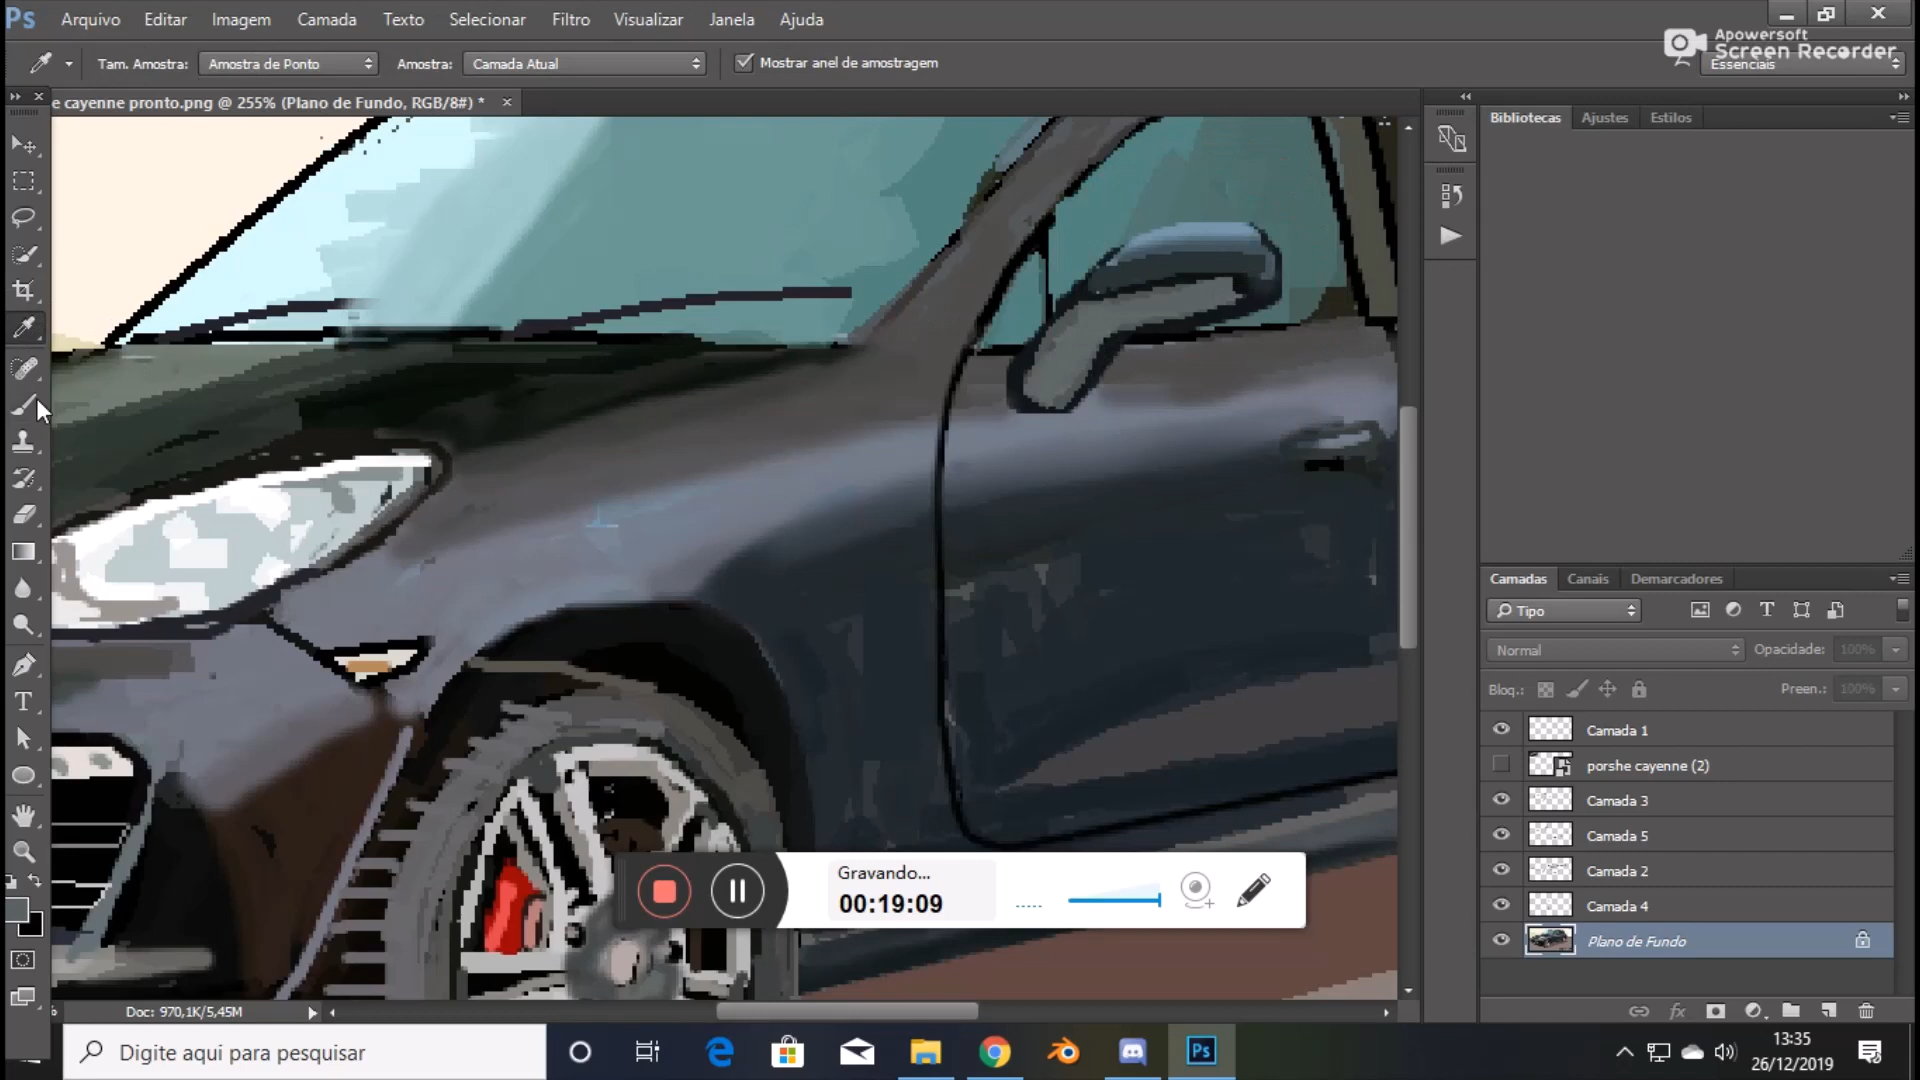 Ps Arquivo Editar Imagem Camada Texto Selecionar Filtro Visualizar Janela Ajuda
Apowersoft
Screen Recorder
Tam. Amostra: Amostra de Ponto Amostra: Camada Atual Mostrar anel de amostragem Essenciais
e cayenne pronto.png @ 255% (Plano de Fundo, RGB/8#) * ×
Bibliotecas Ajustes Estilos
Camadas Canais Demarcadores
Tipo
Normal Opacidade: 100%
Bloq.: Preen.: 100%
Camada 1
porshe cayenne (2)
Camada 3
Camada 5
Camada 2
Camada 4
Plano de Fundo
Gravando...
00:19:09
Doc: 970,1K/5,45M
Digite aqui para pesquisar
Ps
13:35
26/12/2019